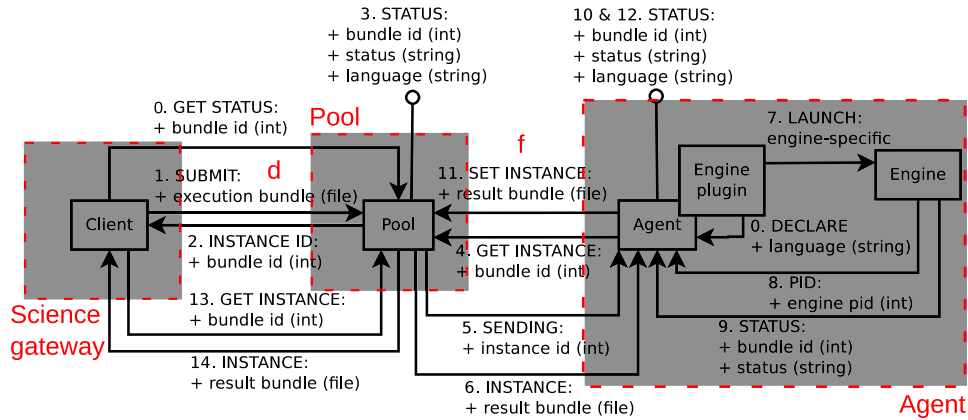 3. STATUS:
+ bundle id (int)
+ status (string)
+ language (string)
10 & 12. STATUS:
+ bundle id (int)
+ status (string)
+ language (string)
0. GET STATUS:
+ bundle id (int)
Pool
7. LAUNCH:
engine-specific
d
f
1. SUBMIT:
+ execution bundle (file)
11. SET INSTANCE:
+ result bundle (file)
Engine
plugin
Engine
Client
Pool
Agent
2. INSTANCE ID:
+ bundle id (int)
4. GET INSTANCE:
+ bundle id (int)
0. DECLARE
+ language (string)
13. GET INSTANCE:
+ bundle id (int)
8. PID:
+ engine pid (int)
Science
gateway
5. SENDING:
+ instance id (int)
9. STATUS:
+ bundle id (int)
+ status (string)
14. INSTANCE:
+ result bundle (file)
6. INSTANCE:
+ result bundle (file)
Agent